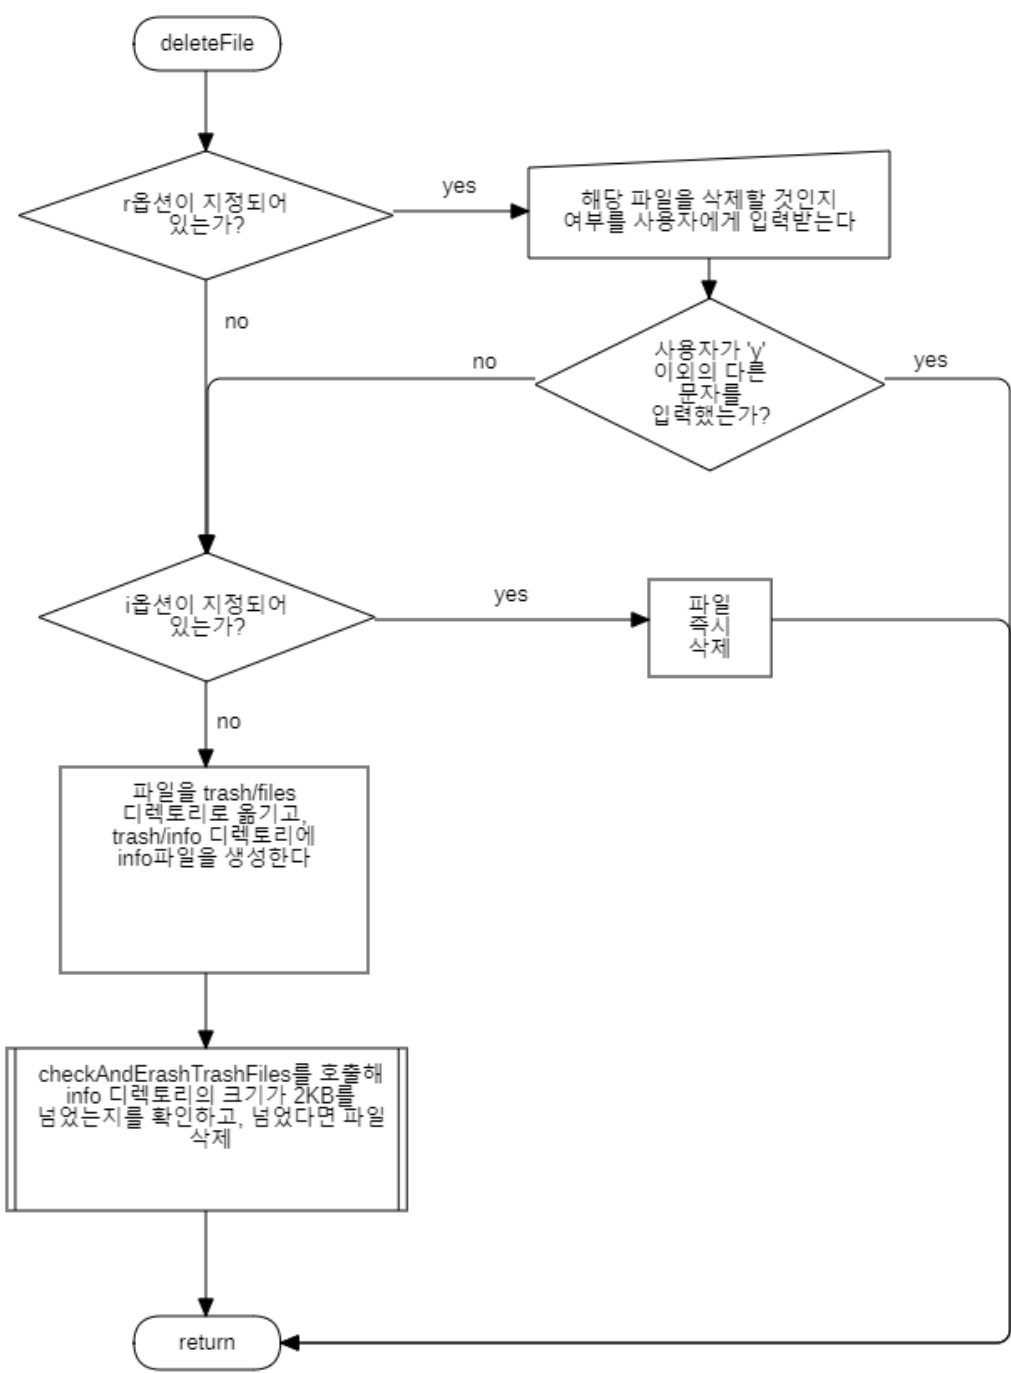 deleteFile
r옵션이 지정되어
있는가?
yes
해당 파일을 삭제할 것인지
여부를 사용자에게 입력받는다
no
사용자가 'y'
이외의 다른
문자를
입력했는가?
no
yes
i옵션이 지정되어
있는가?
yes
파일
즉시
삭제
no
파일을 trash/files
디렉토리로 옮기고,
trash/info 디렉토리에
info파일을 생성한다
checkAndErashTrashFiles를 호출해
info 디렉토리의 크기가 2KB를
넘었는지를 확인하고, 넘었다면 파일
삭제
return